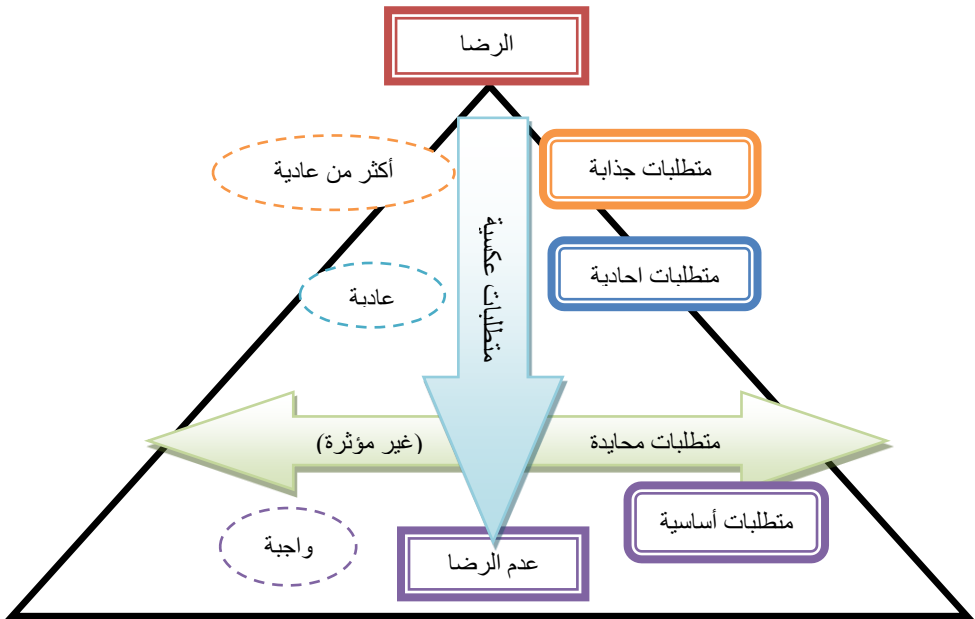 الرضا
متطلبات جذابة
أكثر من عادية
متطلبات عكسية
متطلبات احادية
عادية
متطلبات محايدة
(غير مؤثرة)
متطلبات أساسية
واجبة
عدم الرضا